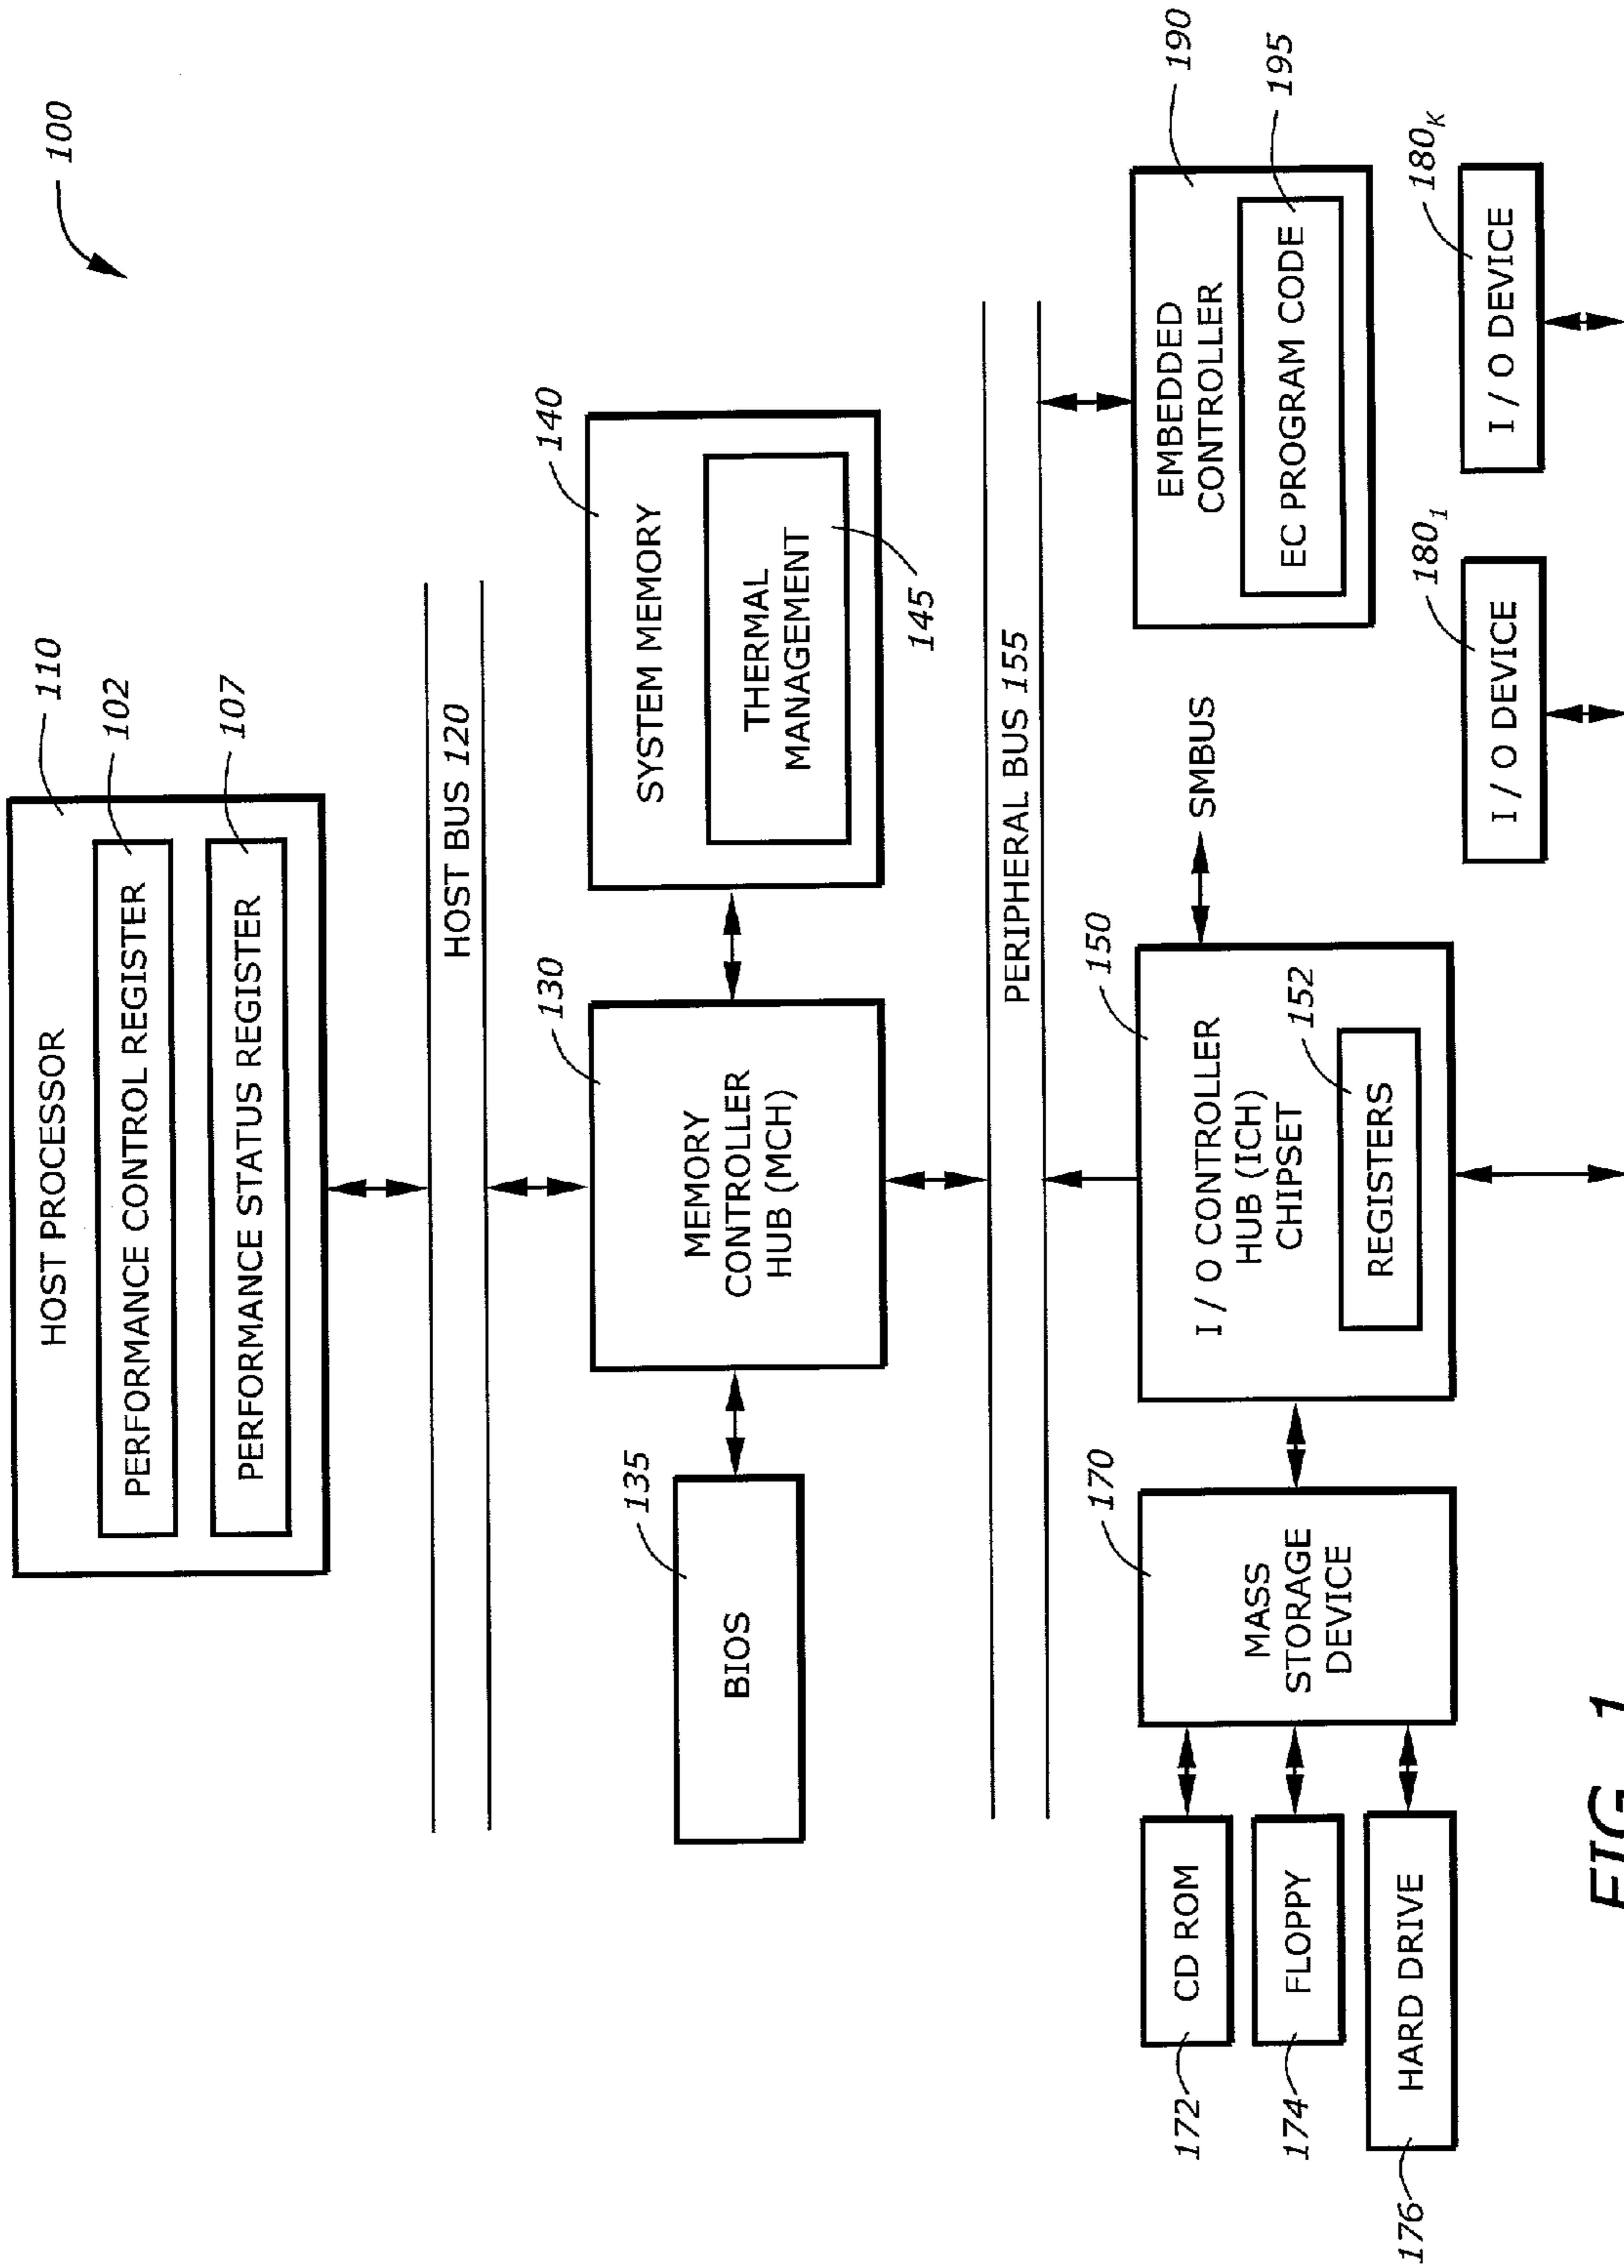 100
HOST PROCESSOR
110
PERFORMANCE CONTROL REGISTER
102
PERFORMANCE STATUS REGISTER
107
HOST BUS 120
135
BIOS
130
MEMORY
CONTROLLER
HUB (MCH)
140
SYSTEM MEMORY
THERMAL
MANAGEMENT
145
PERIPHERAL BUS 155
172
CD ROM
174
FLOPPY
176
HARD DRIVE
170
MASS
STORAGE
DEVICE
150
I / O CONTROLLER
HUB (ICH)
CHIPSET
152
REGISTERS
SMBUS
190
EMBEDDED
CONTROLLER
195
EC PROGRAM CODE
180₁
I / O DEVICE
180K
I / O DEVICE
FIG. 1